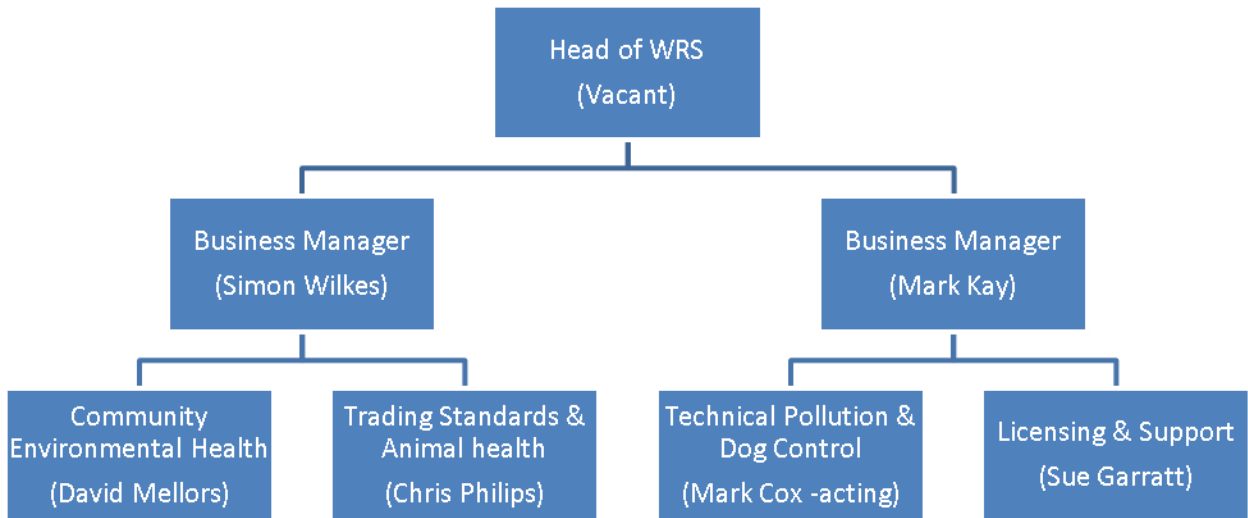 Head of WRS
(Vacant)
Business Manager
(Simon Wilkes)
Business Manager
(Mark Kay)
Community
Environmental Health
(David Mellors)
Trading Standards &
Animal health
(Chris Philips)
Technical Pollution &
Dog Control
(Mark Cox -acting)
Licensing & Support
(Sue Garratt)